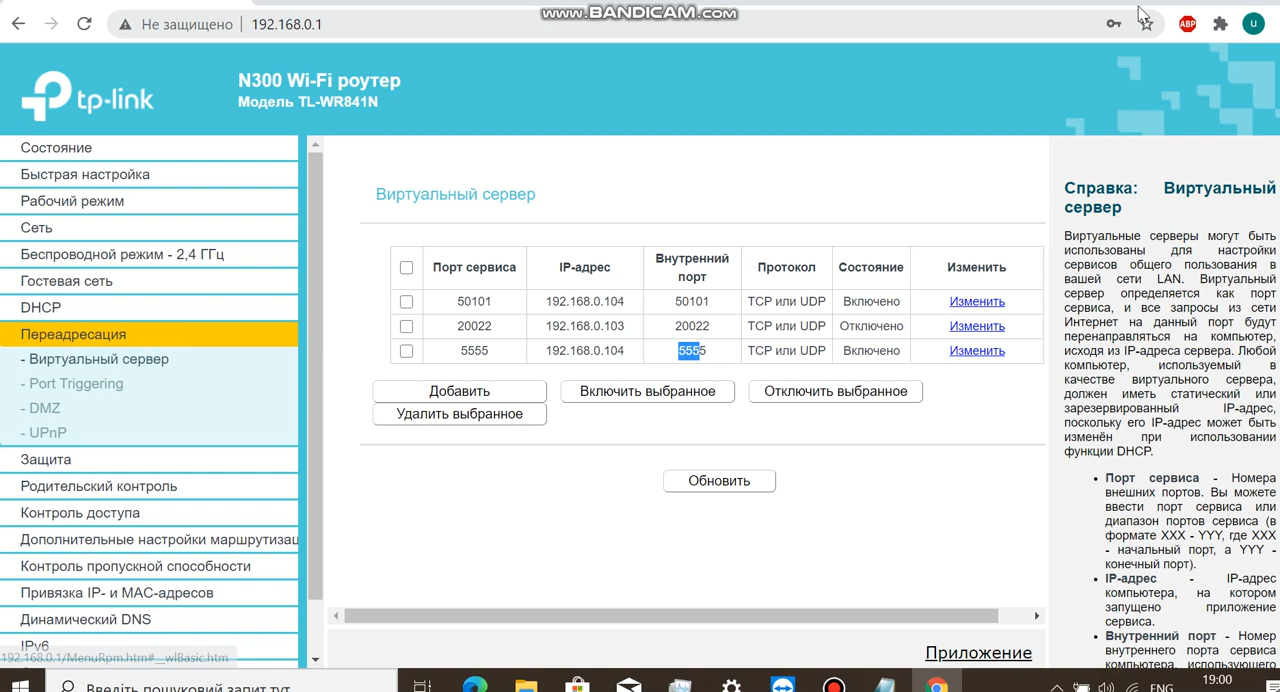 www.BANDICAM.com
Не защищено
192.168.0.1
ABP
u
tp-link
N300 Wi-Fi роутер
Модель TL-WR841N
Состояние
Быстрая настройка
Рабочий режим
Сеть
Беспроводной режим - 2,4 ГГц
Гостевая сеть
DHCP
Переадресация
- Виртуальный сервер
- Port Triggering
- DMZ
- UPnP
Защита
Родительский контроль
Контроль доступа
Дополнительные настройки маршрутизац
Контроль пропускной способности
Привязка IP- и MAC-адресов
Динамический DNS
IPv6
192.168.0.1/MenuRpm.htm#__wlBasic.htm
Виртуальный сервер
Порт сервиса IP-адрес Внутренний порт Протокол Состояние Изменить
50101 192.168.0.104 50101 TCP или UDP Включено Изменить
20022 192.168.0.103 20022 TCP или UDP Отключено Изменить
5555 192.168.0.104 5555 TCP или UDP Включено Изменить
Добавить Включить выбранное Отключить выбранное
Удалить выбранное
Обновить
Приложение
Справка: Виртуальный
сервер
Виртуальные серверы могут быть
использованы для настройки
сервисов общего пользования в
вашей сети LAN. Виртуальный
сервер определяется как порт
сервиса, и все запросы из сети
Интернет на данный порт будут
перенаправляться на компьютер,
исходя из IP-адреса сервера. Любой
компьютер, используемый в
качестве виртуального сервера,
должен иметь статический или
зарезервированный IP-адрес,
поскольку его IP-адрес может быть
изменён при использовании
функции DHCP.
• Порт сервиса - Номера
внешних портов. Вы можете
ввести порт сервиса или
диапазон портов сервиса (в
формате XXX - YYY, где XXX
- начальный порт, а YYY -
конечный порт).
• IP-адрес - IP-адрес
компьютера, на котором
запущено приложение
сервиса.
• Внутренний порт - Номер
внутреннего порта сервиса
компьютера, используемого
Введіть пошуковий запит тут
ENG
19:00